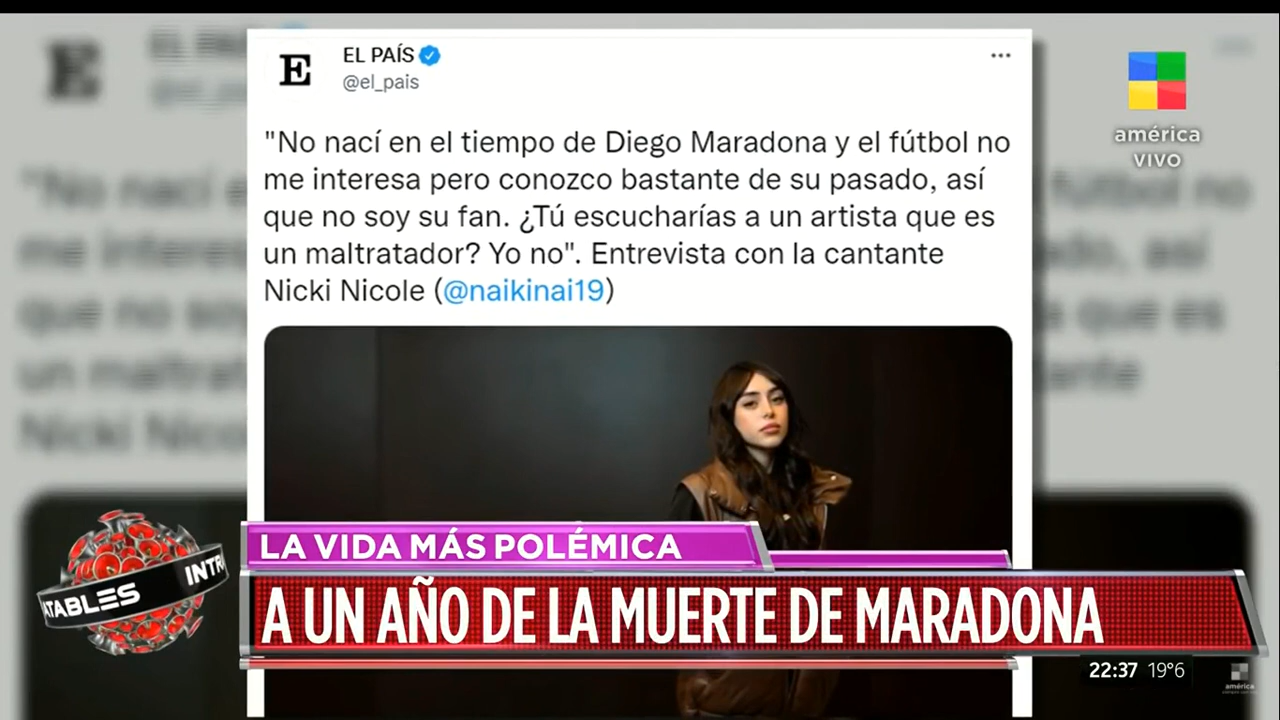 E
EL PAÍS
@el_pais
américa
VIVO
"No nací en el tiempo de Diego Maradona y el fútbol no
me interesa pero conozco bastante de su pasado, así
que no soy su fan. ¿Tú escucharías a un artista que es
un maltratador? Yo no". Entrevista con la cantante
Nicki Nicole (@naikinai19)
LA VIDA MÁS POLÉMICA
ATABLES INTR
A UN AÑO DE LA MUERTE DE MARADONA
22:37 19°6
américa